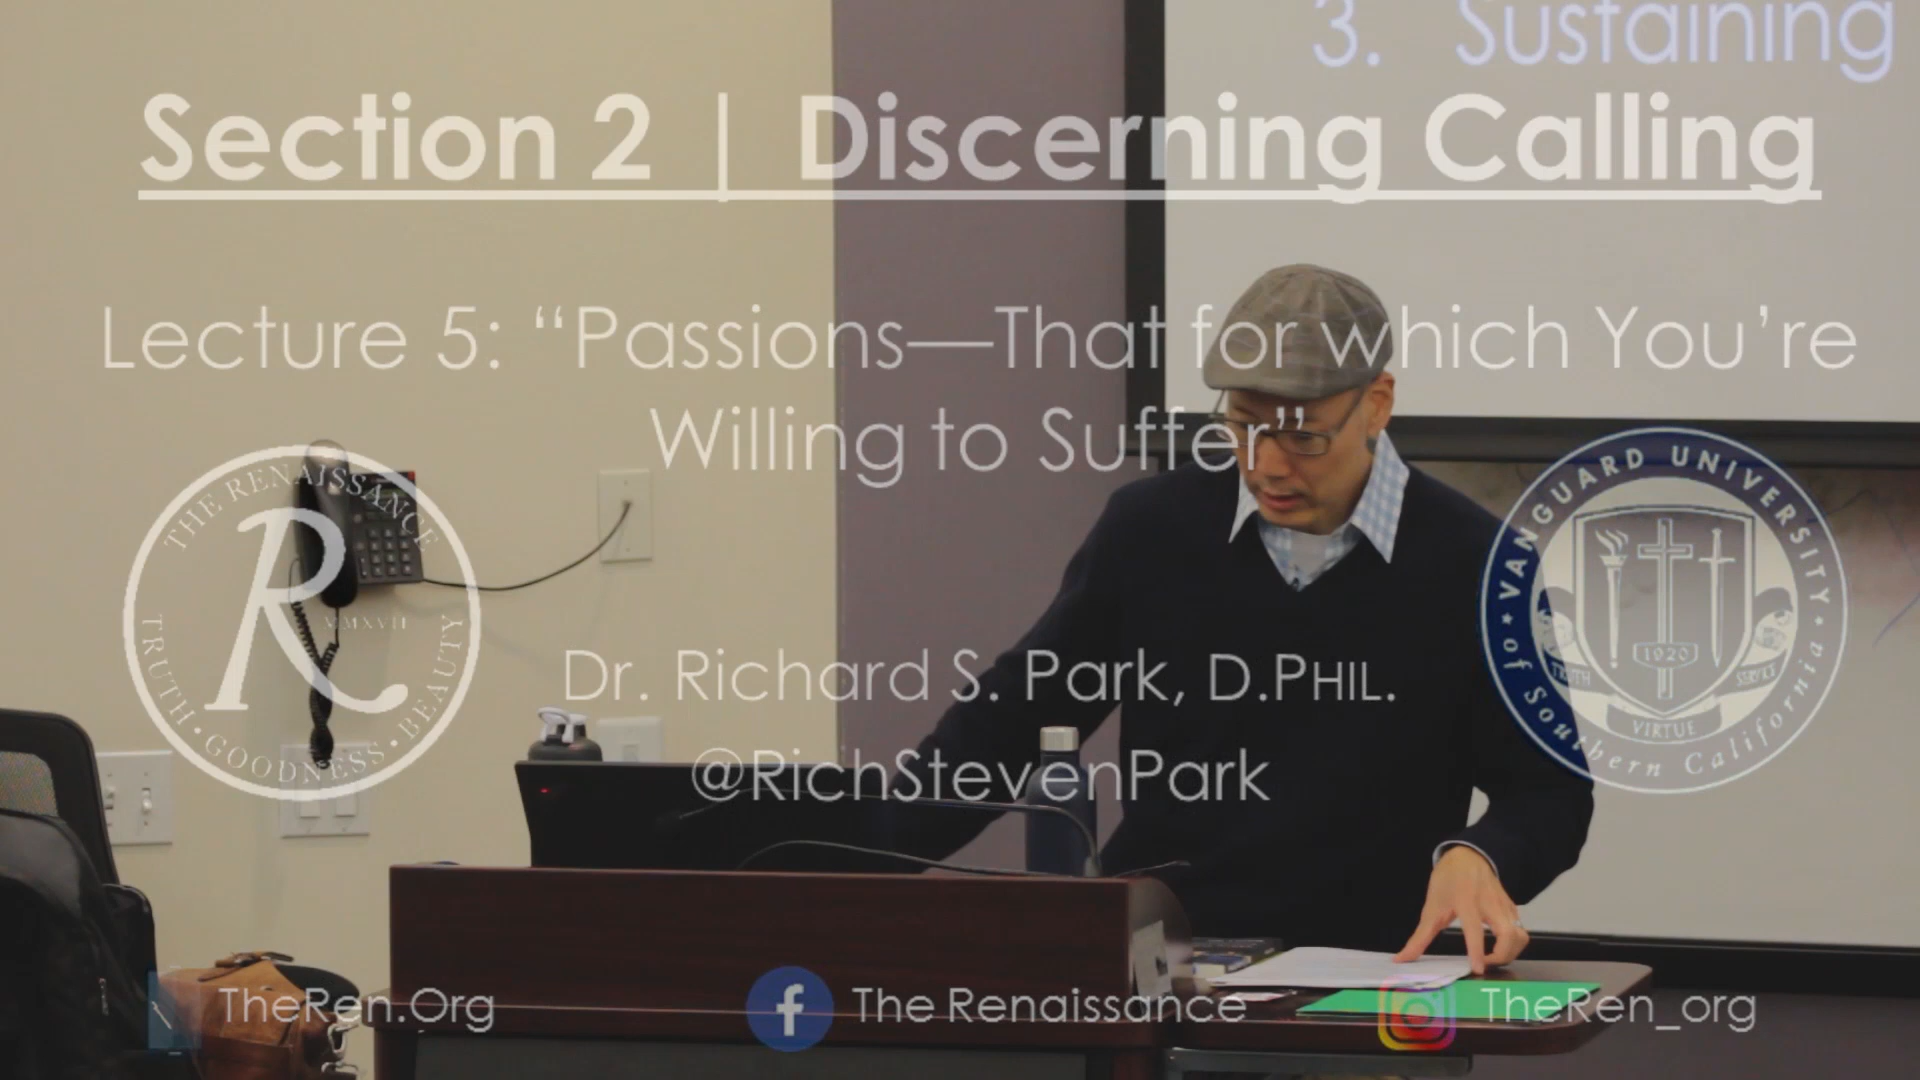 3. Sustaining
Section 2 | Discerning Calling
Lecture 5: “Passions—That for which You’re
Willing to Suffer”
THE RENAISSANCE
R
MMXVII
TRUTH • GOODNESS • BEAUTY
VANGUARD UNIVERSITY
of Southern California
1920
TRUTH
SERVICE
VIRTUE
Dr. Richard S. Park, D.PHIL.
@RichStevenPark
TheRen.Org
The Renaissance
TheRen_org